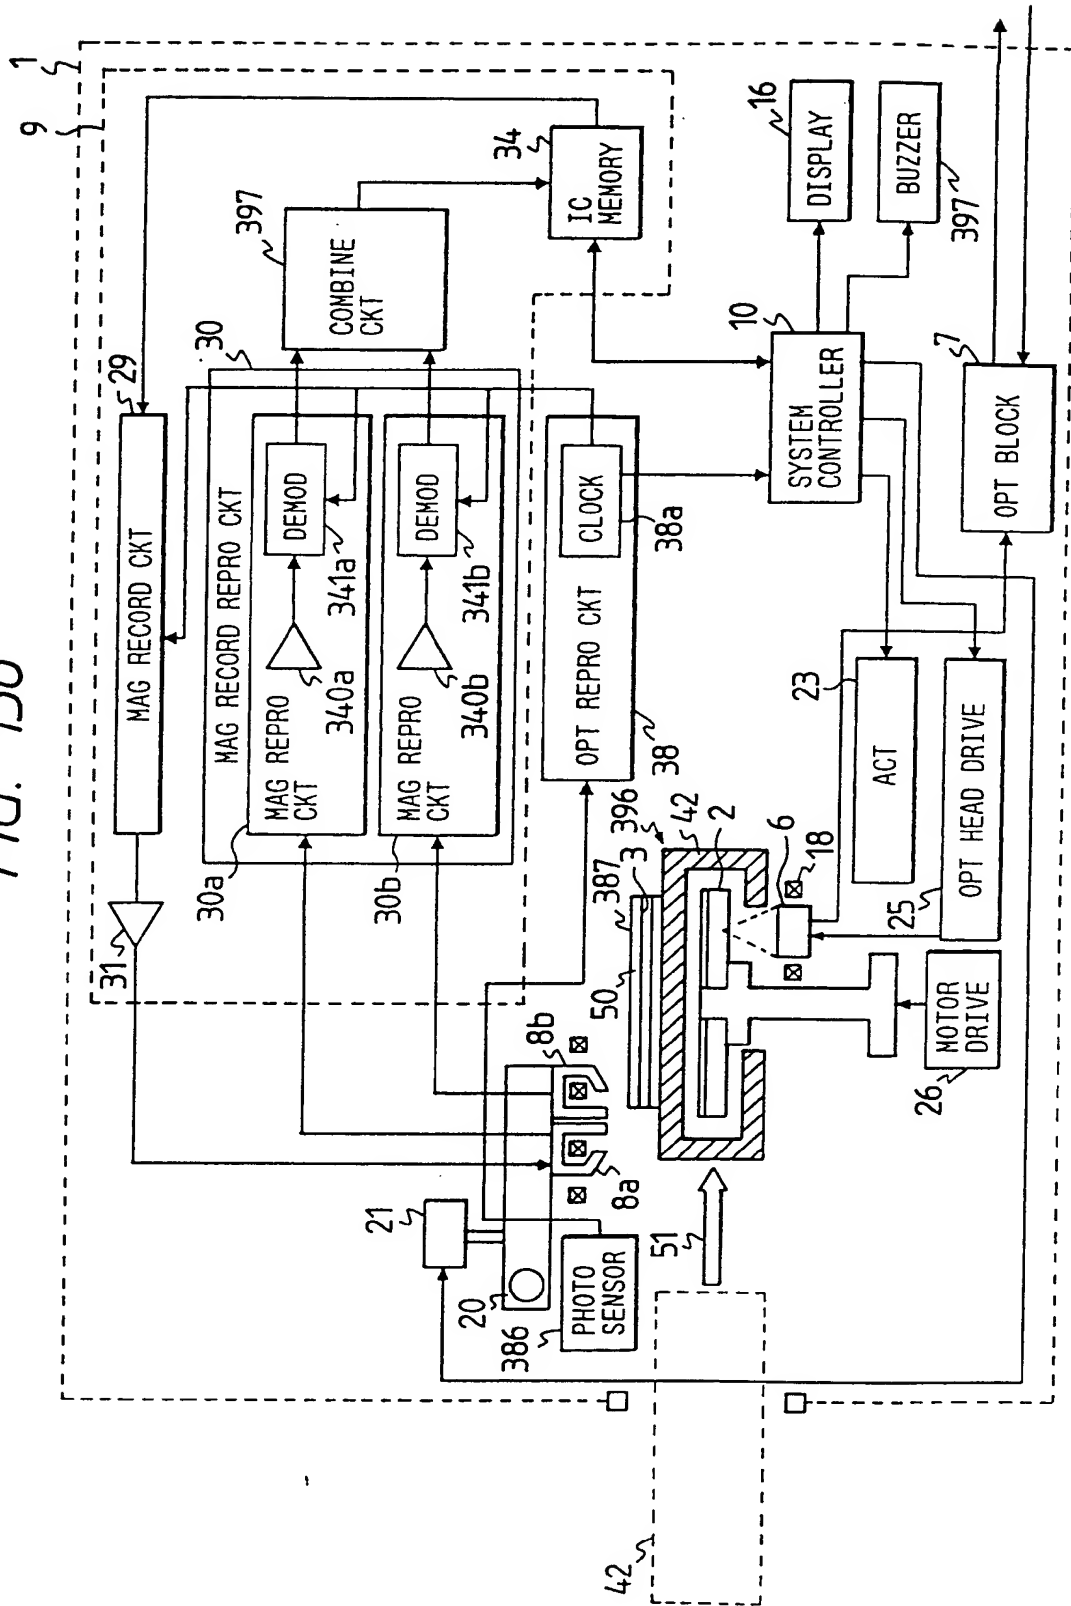 FIG.
1
9
MAG RECORD CKT
29
31
MAG RECORD REPRO CKT
30
MAG REPRO
CKT
DEMOD
340a
341a
30a
MAG REPRO
CKT
DEMOD
340b
341b
30b
COMBINE
CKT
397
IC
MEMORY
34
21
20
386
PHOTO
SENSOR
8a
8b
OPT REPRO CKT
38
CLOCK
38a
42
51
50
387
3
396
42
2
6
18
SYSTEM
CONTROLLER
10
DISPLAY
16
BUZZER
397
ACT
23
OPT HEAD DRIVE
25
MOTOR
DRIVE
26
OPT BLOCK
7